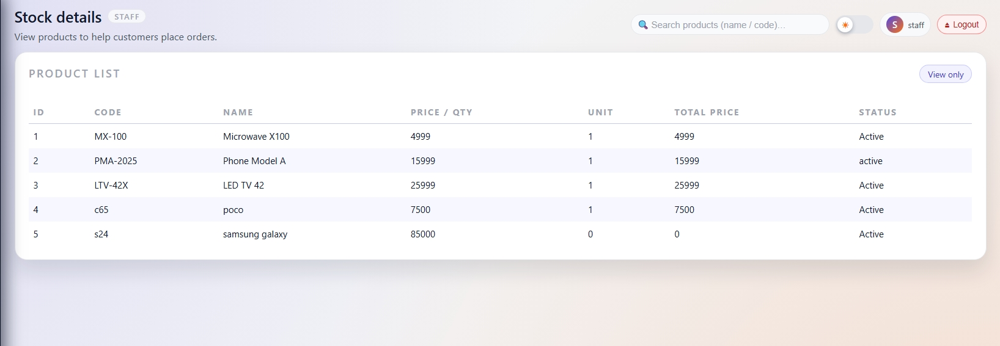 Stock details STAFF
View products to help customers place orders.
Search products (name / code)...
S staff
Logout
PRODUCT LIST
View only
ID CODE NAME PRICE / QTY UNIT TOTAL PRICE STATUS
1 MX-100 Microwave X100 4999 1 4999 Active
2 PMA-2025 Phone Model A 15999 1 15999 active
3 LTV-42X LED TV 42 25999 1 25999 Active
4 c65 poco 7500 1 7500 Active
5 s24 samsung galaxy 85000 0 0 Active